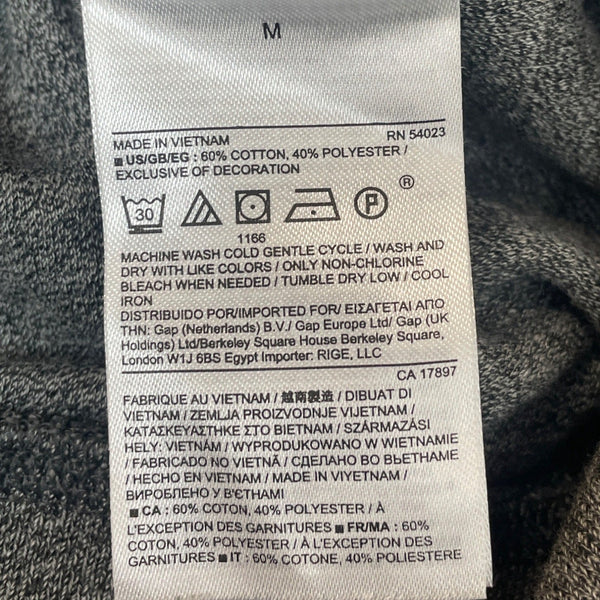 M
MADE IN VIETNAM RN 54023
■ US/GB/EG : 60% COTTON, 40% POLYESTER /
EXCLUSIVE OF DECORATION
30 P ®
1166
MACHINE WASH COLD GENTLE CYCLE / WASH AND
DRY WITH LIKE COLORS / ONLY NON-CHLORINE
BLEACH WHEN NEEDED / TUMBLE DRY LOW / COOL
IRON
DISTRIBUIDO POR/IMPORTED FOR/ ΕΙΣΑΓΕΤΑΙ ΑΠΟ
ΤΗΝ: Gap (Netherlands) B.V./ Gap Europe Ltd/ Gap (UK
Holdings) Ltd/Berkeley Square House Berkeley Square,
London W1J 6BS Egypt Importer: RIGE, LLC
CA 17897
FABRIQUE AU VIETNAM / 越南製造 / DIBUAT DI
VIETNAM / ZEMLJA PROIZVODNJE VIJETNAM /
ΚΑΤΑΣΚΕΥΑΣΤΗΚΕ ΣΤΟ ΒΙΕΤΝΑΜ / SZÁRMAZÁSI
HELY: VIETNÁM / WYPRODUKOWANO W WIETNAMIE
/ FABRICADO NO VIETNÃ / СДЕЛАНО ВО ВЬЕТНАМЕ
/ HECHO EN VIETNAM / MADE IN VIYETNAM /
ВИРОБЛЕНО У В'ЄТНАМІ
■ CA : 60% COTON, 40% POLYESTER / À
L'EXCEPTION DES GARNITURES ■ FR/MA : 60%
COTON, 40% POLYESTER / À L'EXCEPTION DES
GARNITURES ■ IT : 60% COTONE, 40% POLIESTERE